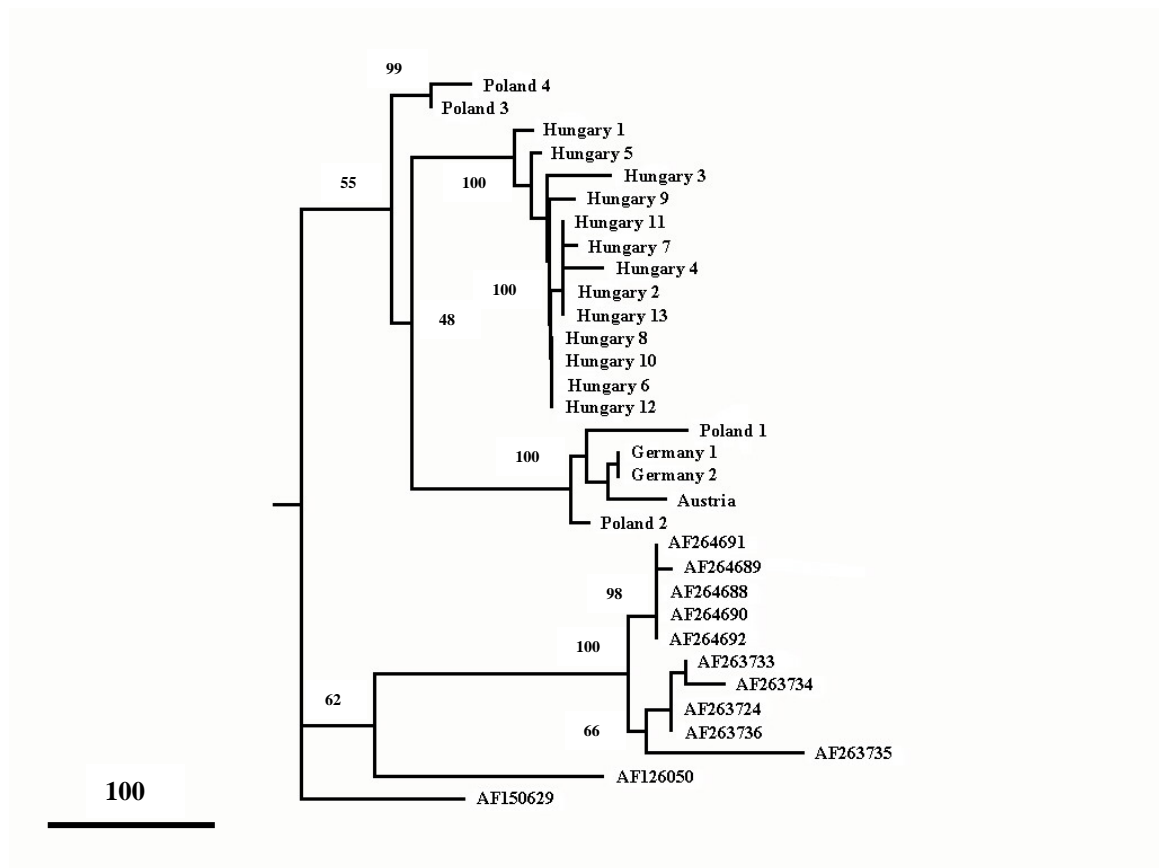 99
Poland 4
Poland 3
Hungary 1
Hungary 5
55
100
Hungary 3
Hungary 9
Hungary 11
Hungary 7
Hungary 4
100
Hungary 2
Hungary 13
48
Hungary 8
Hungary 10
Hungary 6
Hungary 12
Poland 1
100
Germany 1
Germany 2
Austria
Poland 2
AF264691
AF264689
98
AF264688
AF264690
AF264692
100
AF263733
AF263734
62
AF263724
66
AF263736
AF263735
AF126050
100
AF150629